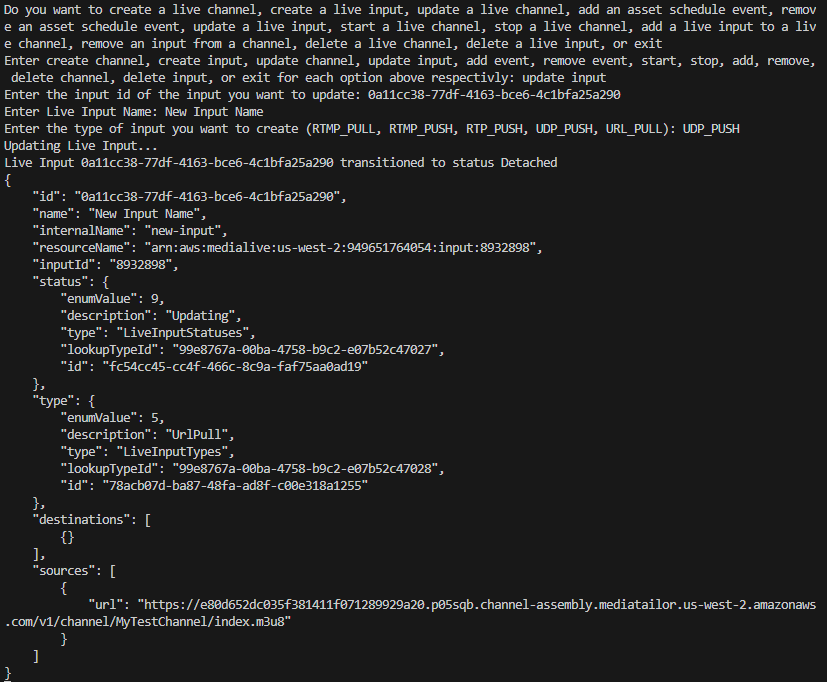 Do you want to create a live channel, create a live input, update a live channel, add an asset schedule event, remov
e an asset schedule event, update a live input, start a live channel, stop a live channel, add a live input to a liv
e channel, remove an input from a channel, delete a live channel, delete a live input, or exit
Enter create channel, create input, update channel, update input, add event, remove event, start, stop, add, remove,
 delete channel, delete input, or exit for each option above respectivly: update input
Enter the input id of the input you want to update: 0a11cc38-77df-4163-bce6-4c1bfa25a290
Enter Live Input Name: New Input Name
Enter the type of input you want to create (RTMP_PULL, RTMP_PUSH, RTP_PUSH, UDP_PUSH, URL_PULL): UDP_PUSH
Updating Live Input...
Live Input 0a11cc38-77df-4163-bce6-4c1bfa25a290 transitioned to status Detached
{
    "id": "0a11cc38-77df-4163-bce6-4c1bfa25a290",
    "name": "New Input Name",
    "internalName": "new-input",
    "resourceName": "arn:aws:medialive:us-west-2:949651764054:input:8932898",
    "inputId": "8932898",
    "status": {
        "enumValue": 9,
        "description": "Updating",
        "type": "LiveInputStatuses",
        "lookupTypeId": "99e8767a-00ba-4758-b9c2-e07b52c47027",
        "id": "fc54cc45-cc4f-466c-8c9a-faf75aa0ad19"
    },
    "type": {
        "enumValue": 5,
        "description": "UrlPull",
        "type": "LiveInputTypes",
        "lookupTypeId": "99e8767a-00ba-4758-b9c2-e07b52c47028",
        "id": "78acb07d-ba87-48fa-ad8f-c00e318a1255"
    },
    "destinations": [
        {}
    ],
    "sources": [
        {
            "url": "https://e80d652dc035f381411f071289929a20.p05sqb.channel-assembly.mediatailor.us-west-2.amazonaws
.com/v1/channel/MyTestChannel/index.m3u8"
        }
    ]
}